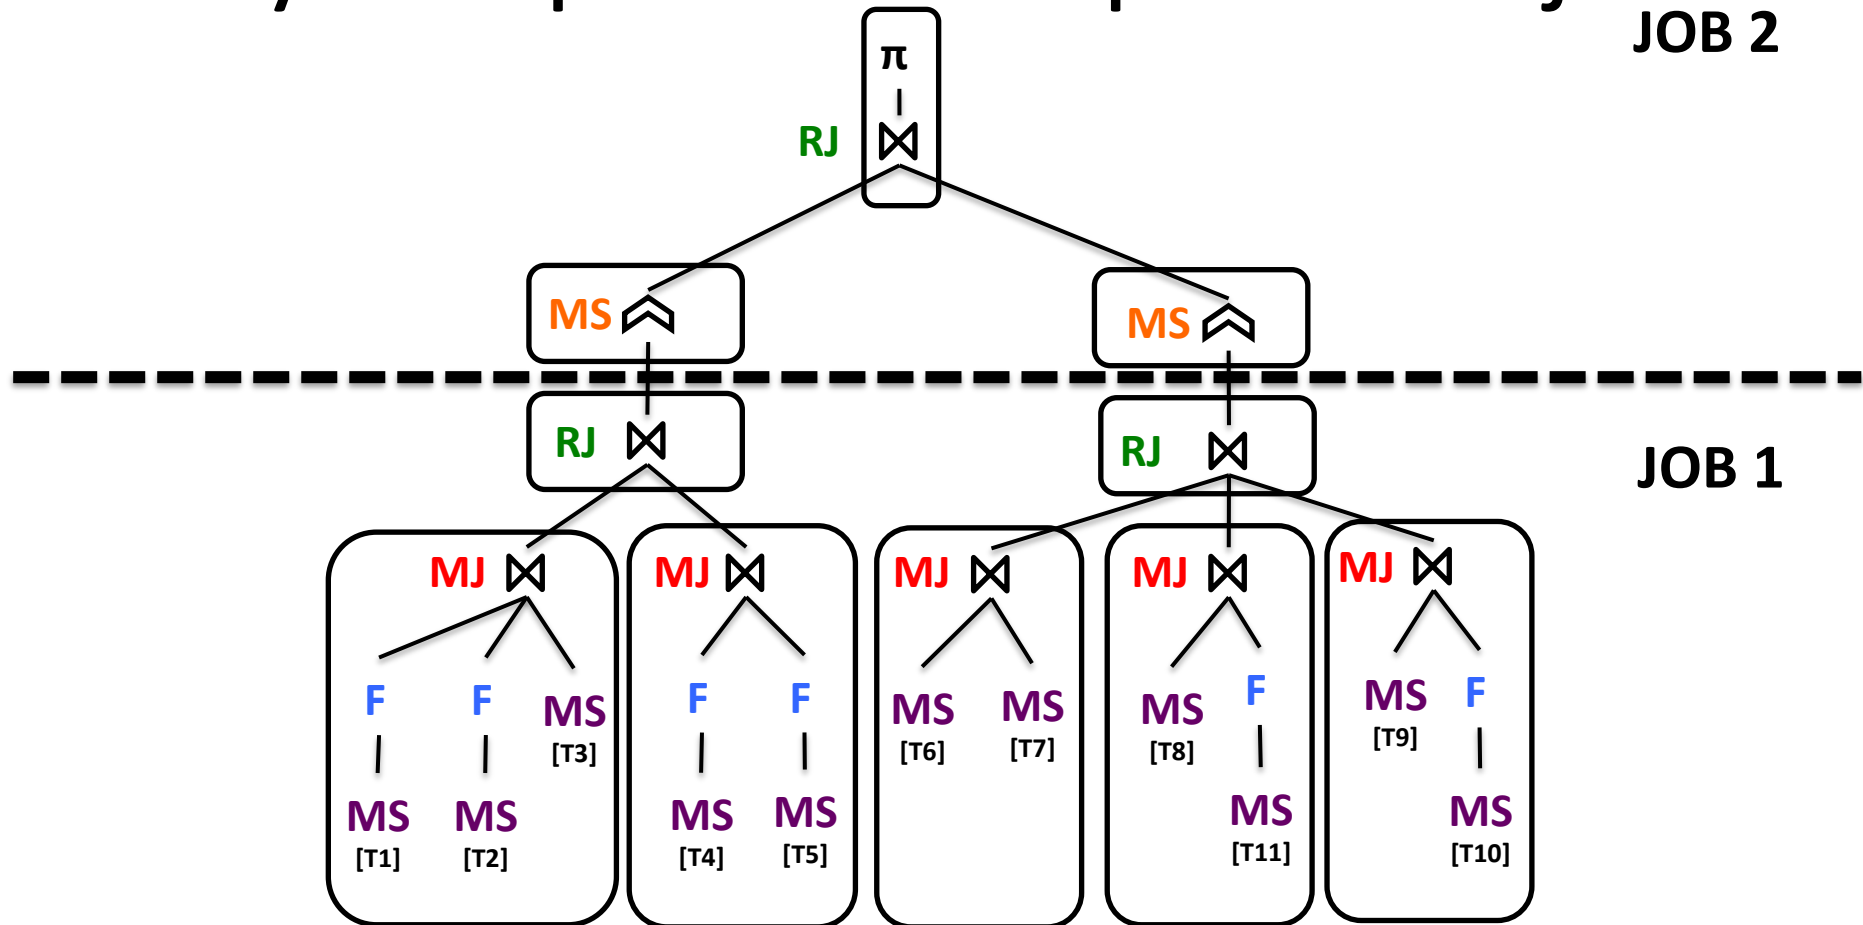 JOB 2
π
RJ ⋈
MS MS
RJ ⋈ RJ ⋈
JOB 1
MJ ⋈ MJ ⋈ MJ ⋈ MJ ⋈ MJ ⋈
F F MS F F MS MS MS F MS F
[T3] [T6] [T7] [T8] [T9]
MS MS MS MS MS MS
[T1] [T2] [T4] [T5] [T11] [T10]